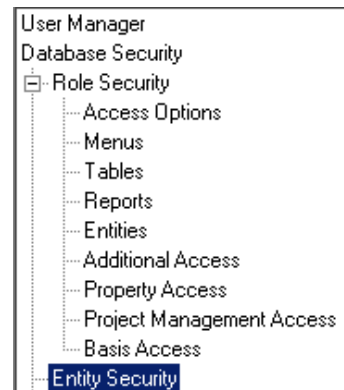 User Manager
Database Security
Role Security
Access Options
Menus
Tables
Reports
Entities
Additional Access
Property Access
Project Management Access
Basis Access
Entity Security